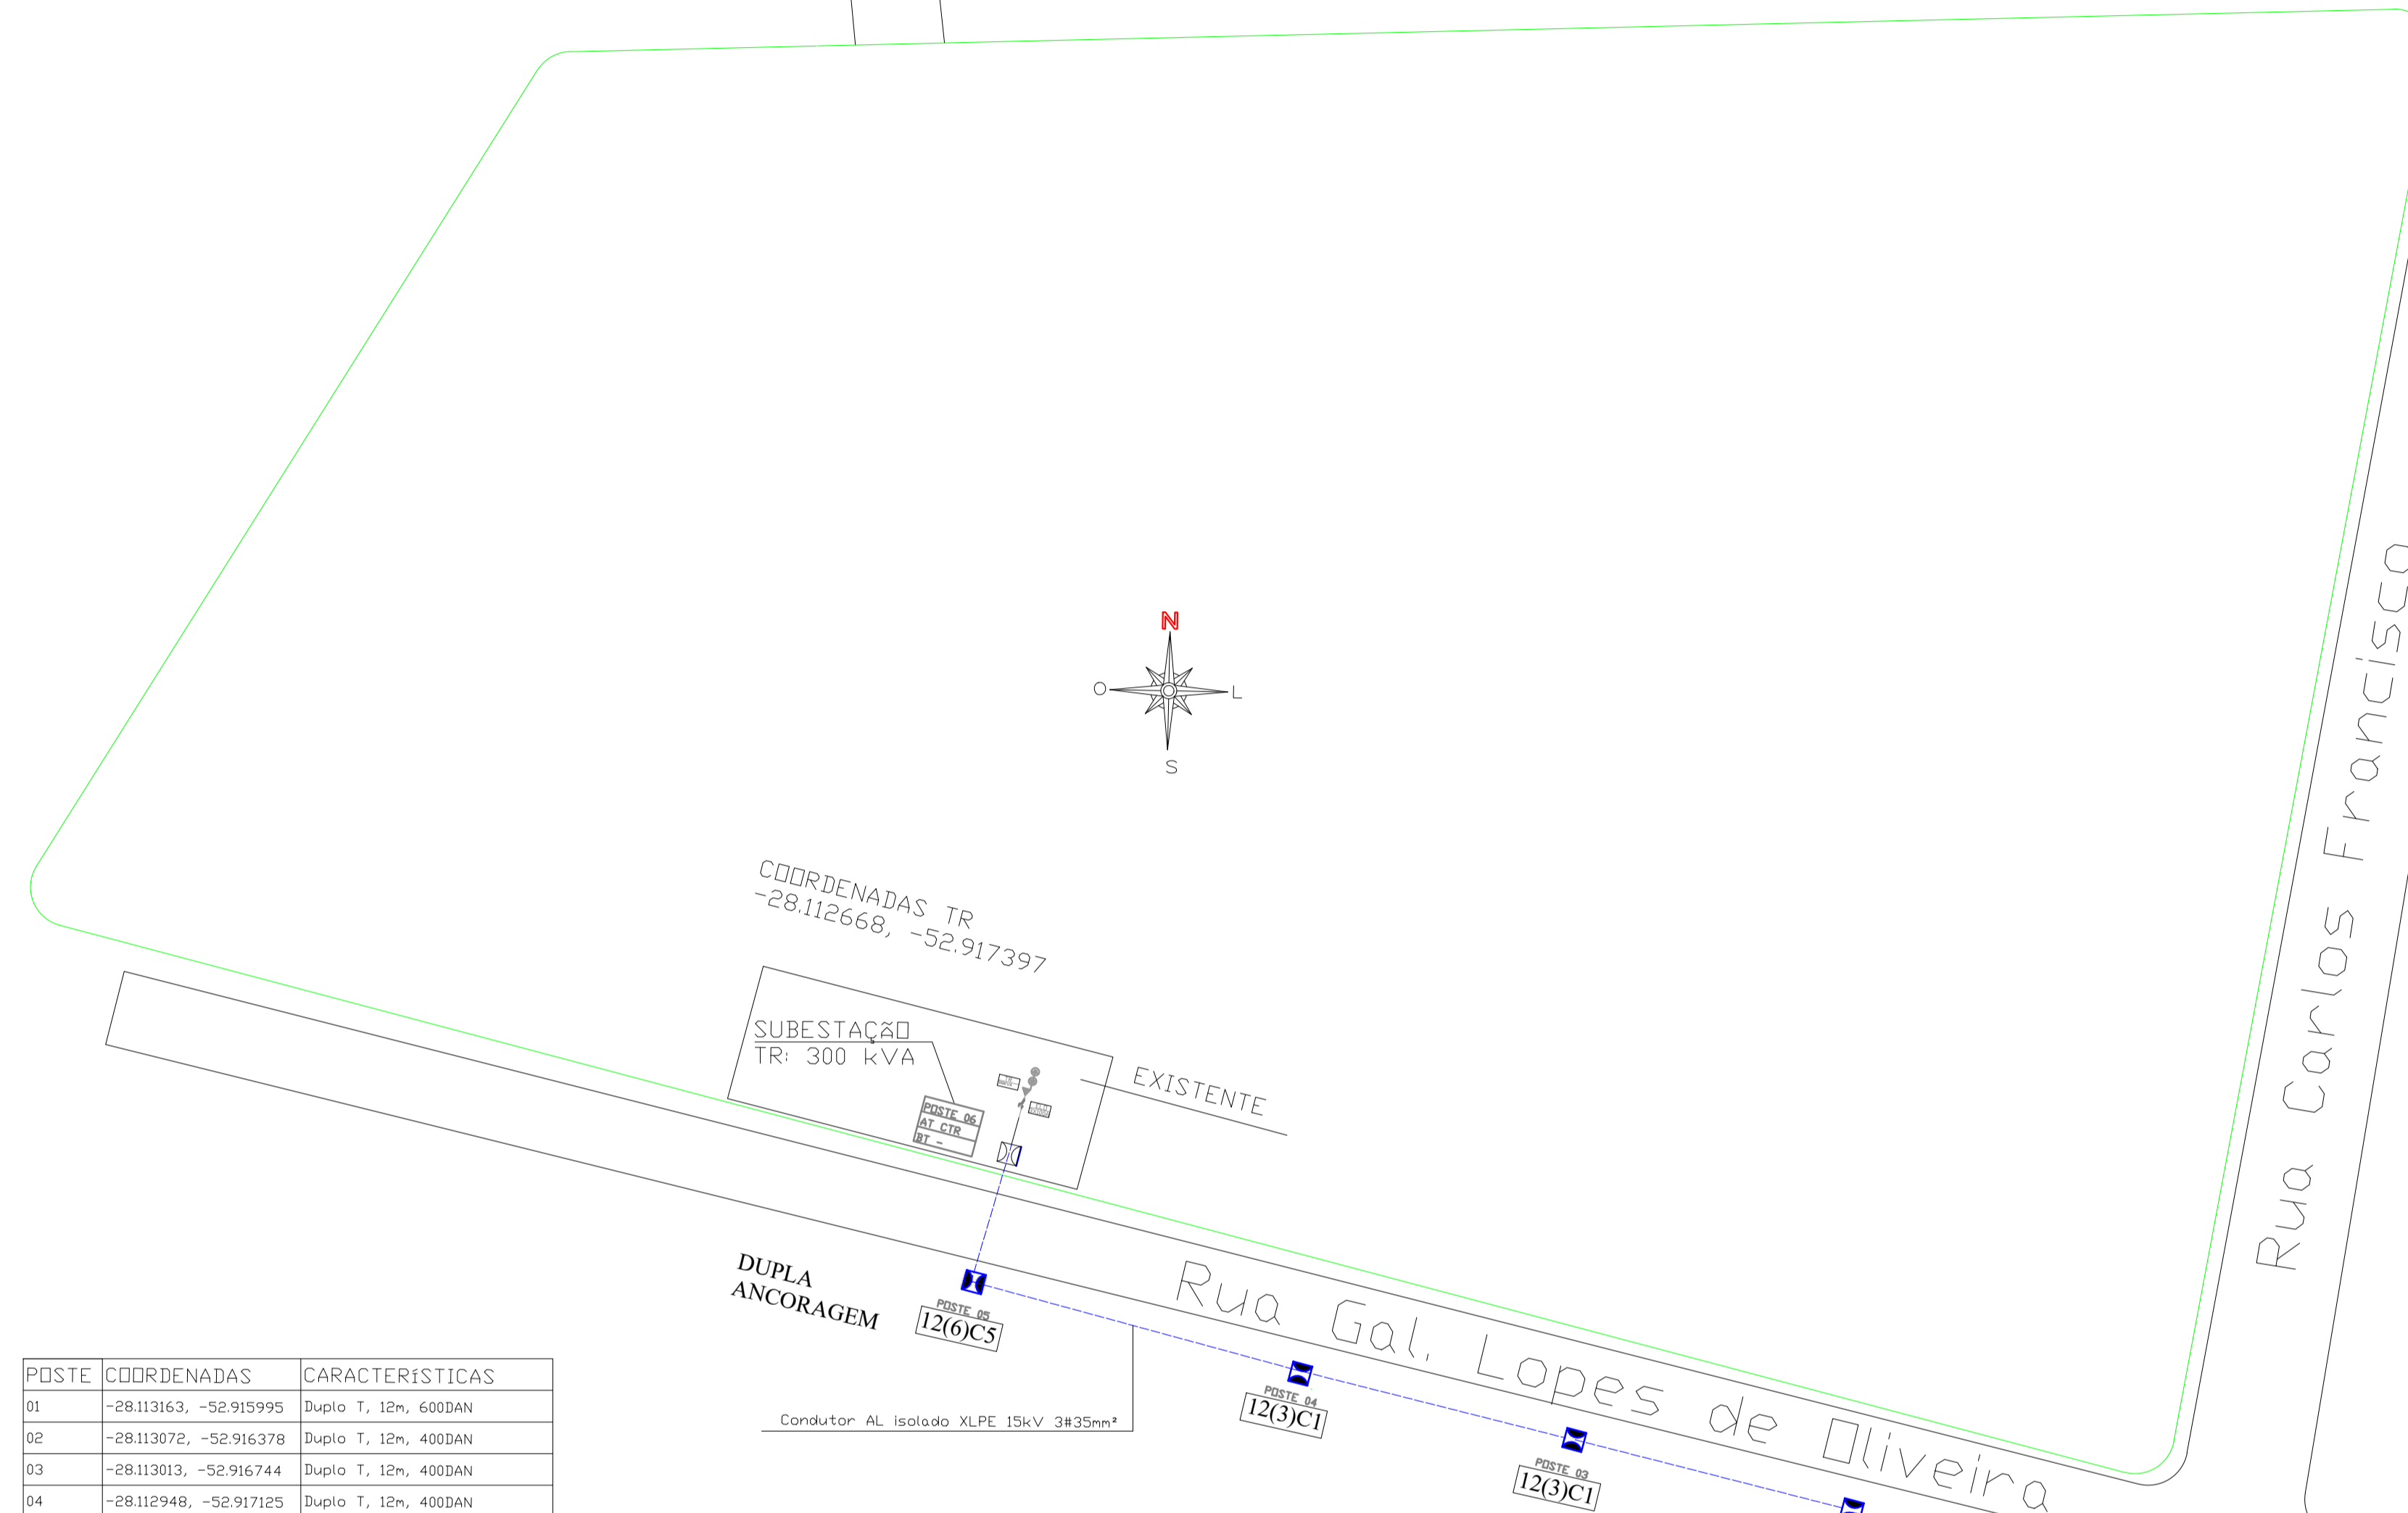 N
O
L
S
COORDENADAS TR
-28.112668, -52.917397
SUBESTAÇÃO
TR: 300 kVA
EXISTENTE
POSTE 06
AT CTR
BT -
DUPLA
ANCORAGEM
POSTE 05
12(6)C5
POSTE 04
12(3)C1
POSTE 03
12(3)C1
Condutor AL isolado XLPE 15kV 3#35mm²
Rua Gal. Lopes de Oliveira
Rua Carlos Francisco
POSTE COORDENADAS CARACTERíSTICAS
01 -28.113163, -52.915995 Duplo T, 12m, 600DAN
02 -28.113072, -52.916378 Duplo T, 12m, 400DAN
03 -28.113013, -52.916744 Duplo T, 12m, 400DAN
04 -28.112948, -52.917125 Duplo T, 12m, 400DAN